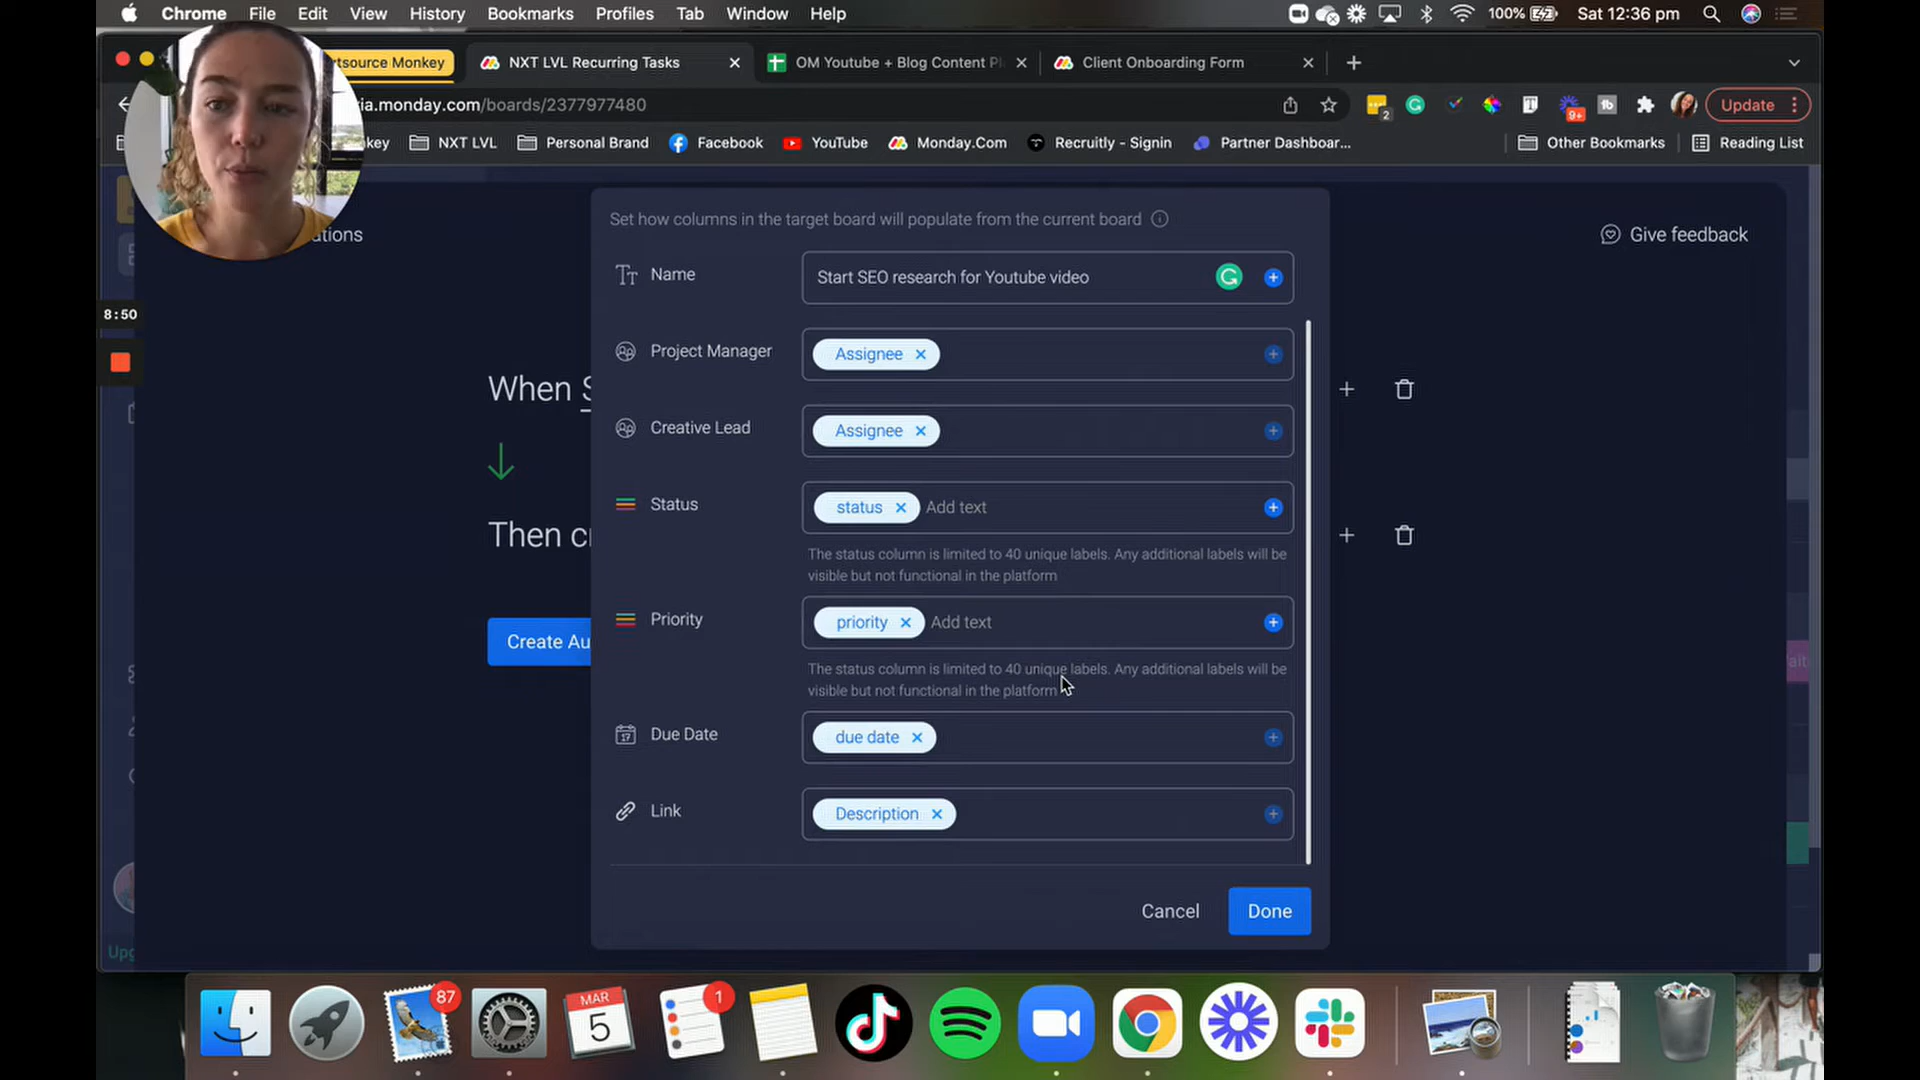 Chrome File Edit View History Bookmarks Profiles Tab Window Help 100% Sat 12:36 pm
tsource Monkey NXT LVL Recurring Tasks OM Youtube + Blog Content Pl Client Onboarding Form
ria.monday.com/boards/2377977480 2 9+ Update
key NXT LVL Personal Brand Facebook YouTube Monday.Com Recruitly - Signin Partner Dashboar... Other Bookmarks Reading List
Set how columns in the target board will populate from the current board
ations
Give feedback
Name
Start SEO research for Youtube video
8:50
Project Manager
Assignee
When S
Creative Lead
Assignee
Status
status Add text
Then cr
The status column is limited to 40 unique labels. Any additional labels will be
visible but not functional in the platform
Priority
priority Add text
Create Au
The status column is limited to 40 unique labels. Any additional labels will be
visible but not functional in the platform
Due Date
17
due date
Link
Description
Cancel Done
Upg
87
MAR
5
1